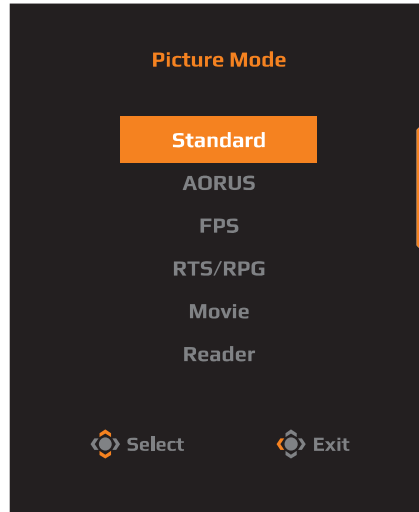 Picture Mode
Standard
AORUS
FPS
RTS/RPG
Movie
Reader
Select Exit